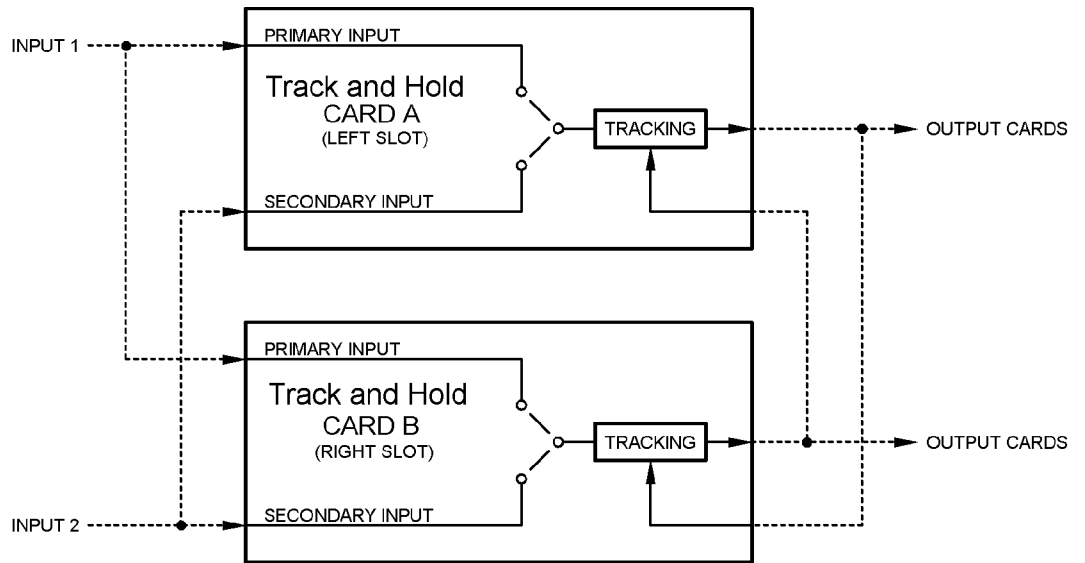 INPUT 1
PRIMARY INPUT
Track and Hold
CARD A
(LEFT SLOT)
TRACKING
OUTPUT CARDS
SECONDARY INPUT
PRIMARY INPUT
Track and Hold
CARD B
(RIGHT SLOT)
TRACKING
OUTPUT CARDS
SECONDARY INPUT
INPUT 2